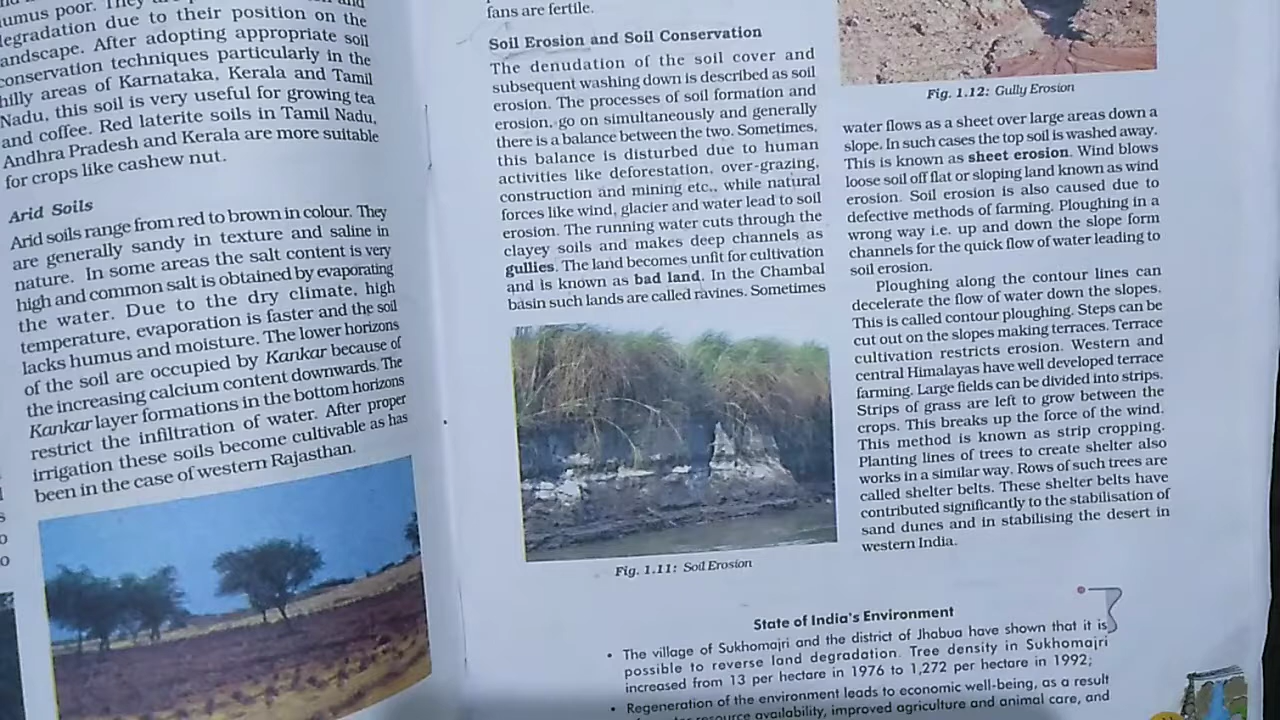 umus poor. They
degradation due to their position on the
landscape. After adopting appropriate soil
conservation techniques particularly in the
hilly areas of Karnataka, Kerala and Tamil
Nadu, this soil is very useful for growing tea
and coffee. Red laterite soils in Tamil Nadu,
Andhra Pradesh and Kerala are more suitable
for crops like cashew nut.
Arid Soils
Arid soils range from red to brown in colour. They
are generally sandy in texture and saline in
nature. In some areas the salt content is very
high and common salt is obtained by evaporating
the water. Due to the dry climate, high
temperature, evaporation is faster and the soil
lacks humus and moisture. The lower horizons
of the soil are occupied by Kankar because of
the increasing calcium content downwards. The
Kankar layer formations in the bottom horizons
restrict the infiltration of water. After proper
irrigation these soils become cultivable as has
been in the case of western Rajasthan.
fans are fertile.
Soil Erosion and Soil Conservation
The denudation of the soil cover and
subsequent washing down is described as soil
erosion. The processes of soil formation and
erosion, go on simultaneously and generally
there is a balance between the two. Sometimes,
this balance is disturbed due to human
activities like deforestation, over-grazing,
construction and mining etc., while natural
forces like wind, glacier and water lead to soil
erosion. The running water cuts through the
clayey soils and makes deep channels as
gullies. The land becomes unfit for cultivation
and is known as bad land. In the Chambal
basin such lands are called ravines. Sometimes
Fig. 1.11: Soil Erosion
Fig. 1.12: Gully Erosion
water flows as a sheet over large areas down a
slope. In such cases the top soil is washed away.
This is known as sheet erosion. Wind blows
loose soil off flat or sloping land known as wind
erosion. Soil erosion is also caused due to
defective methods of farming. Ploughing in a
wrong way i.e. up and down the slope form
channels for the quick flow of water leading to
soil erosion.
Ploughing along the contour lines can
decelerate the flow of water down the slopes.
This is called contour ploughing. Steps can be
cut out on the slopes making terraces. Terrace
cultivation restricts erosion. Western and
central Himalayas have well developed terrace
farming. Large fields can be divided into strips.
Strips of grass are left to grow between the
crops. This breaks up the force of the wind.
This method is known as strip cropping.
Planting lines of trees to create shelter also
works in a similar way. Rows of such trees are
called shelter belts. These shelter belts have
contributed significantly to the stabilisation of
sand dunes and in stabilising the desert in
western India.
State of India's Environment
• The village of Sukhomajri and the district of Jhabua have shown that it is
possible to reverse land degradation. Tree density in Sukhomajri
increased from 13 per hectare in 1976 to 1,272 per hectare in 1992;
• Regeneration of the environment leads to economic well-being, as a result
resource availability, improved agriculture and animal care, and